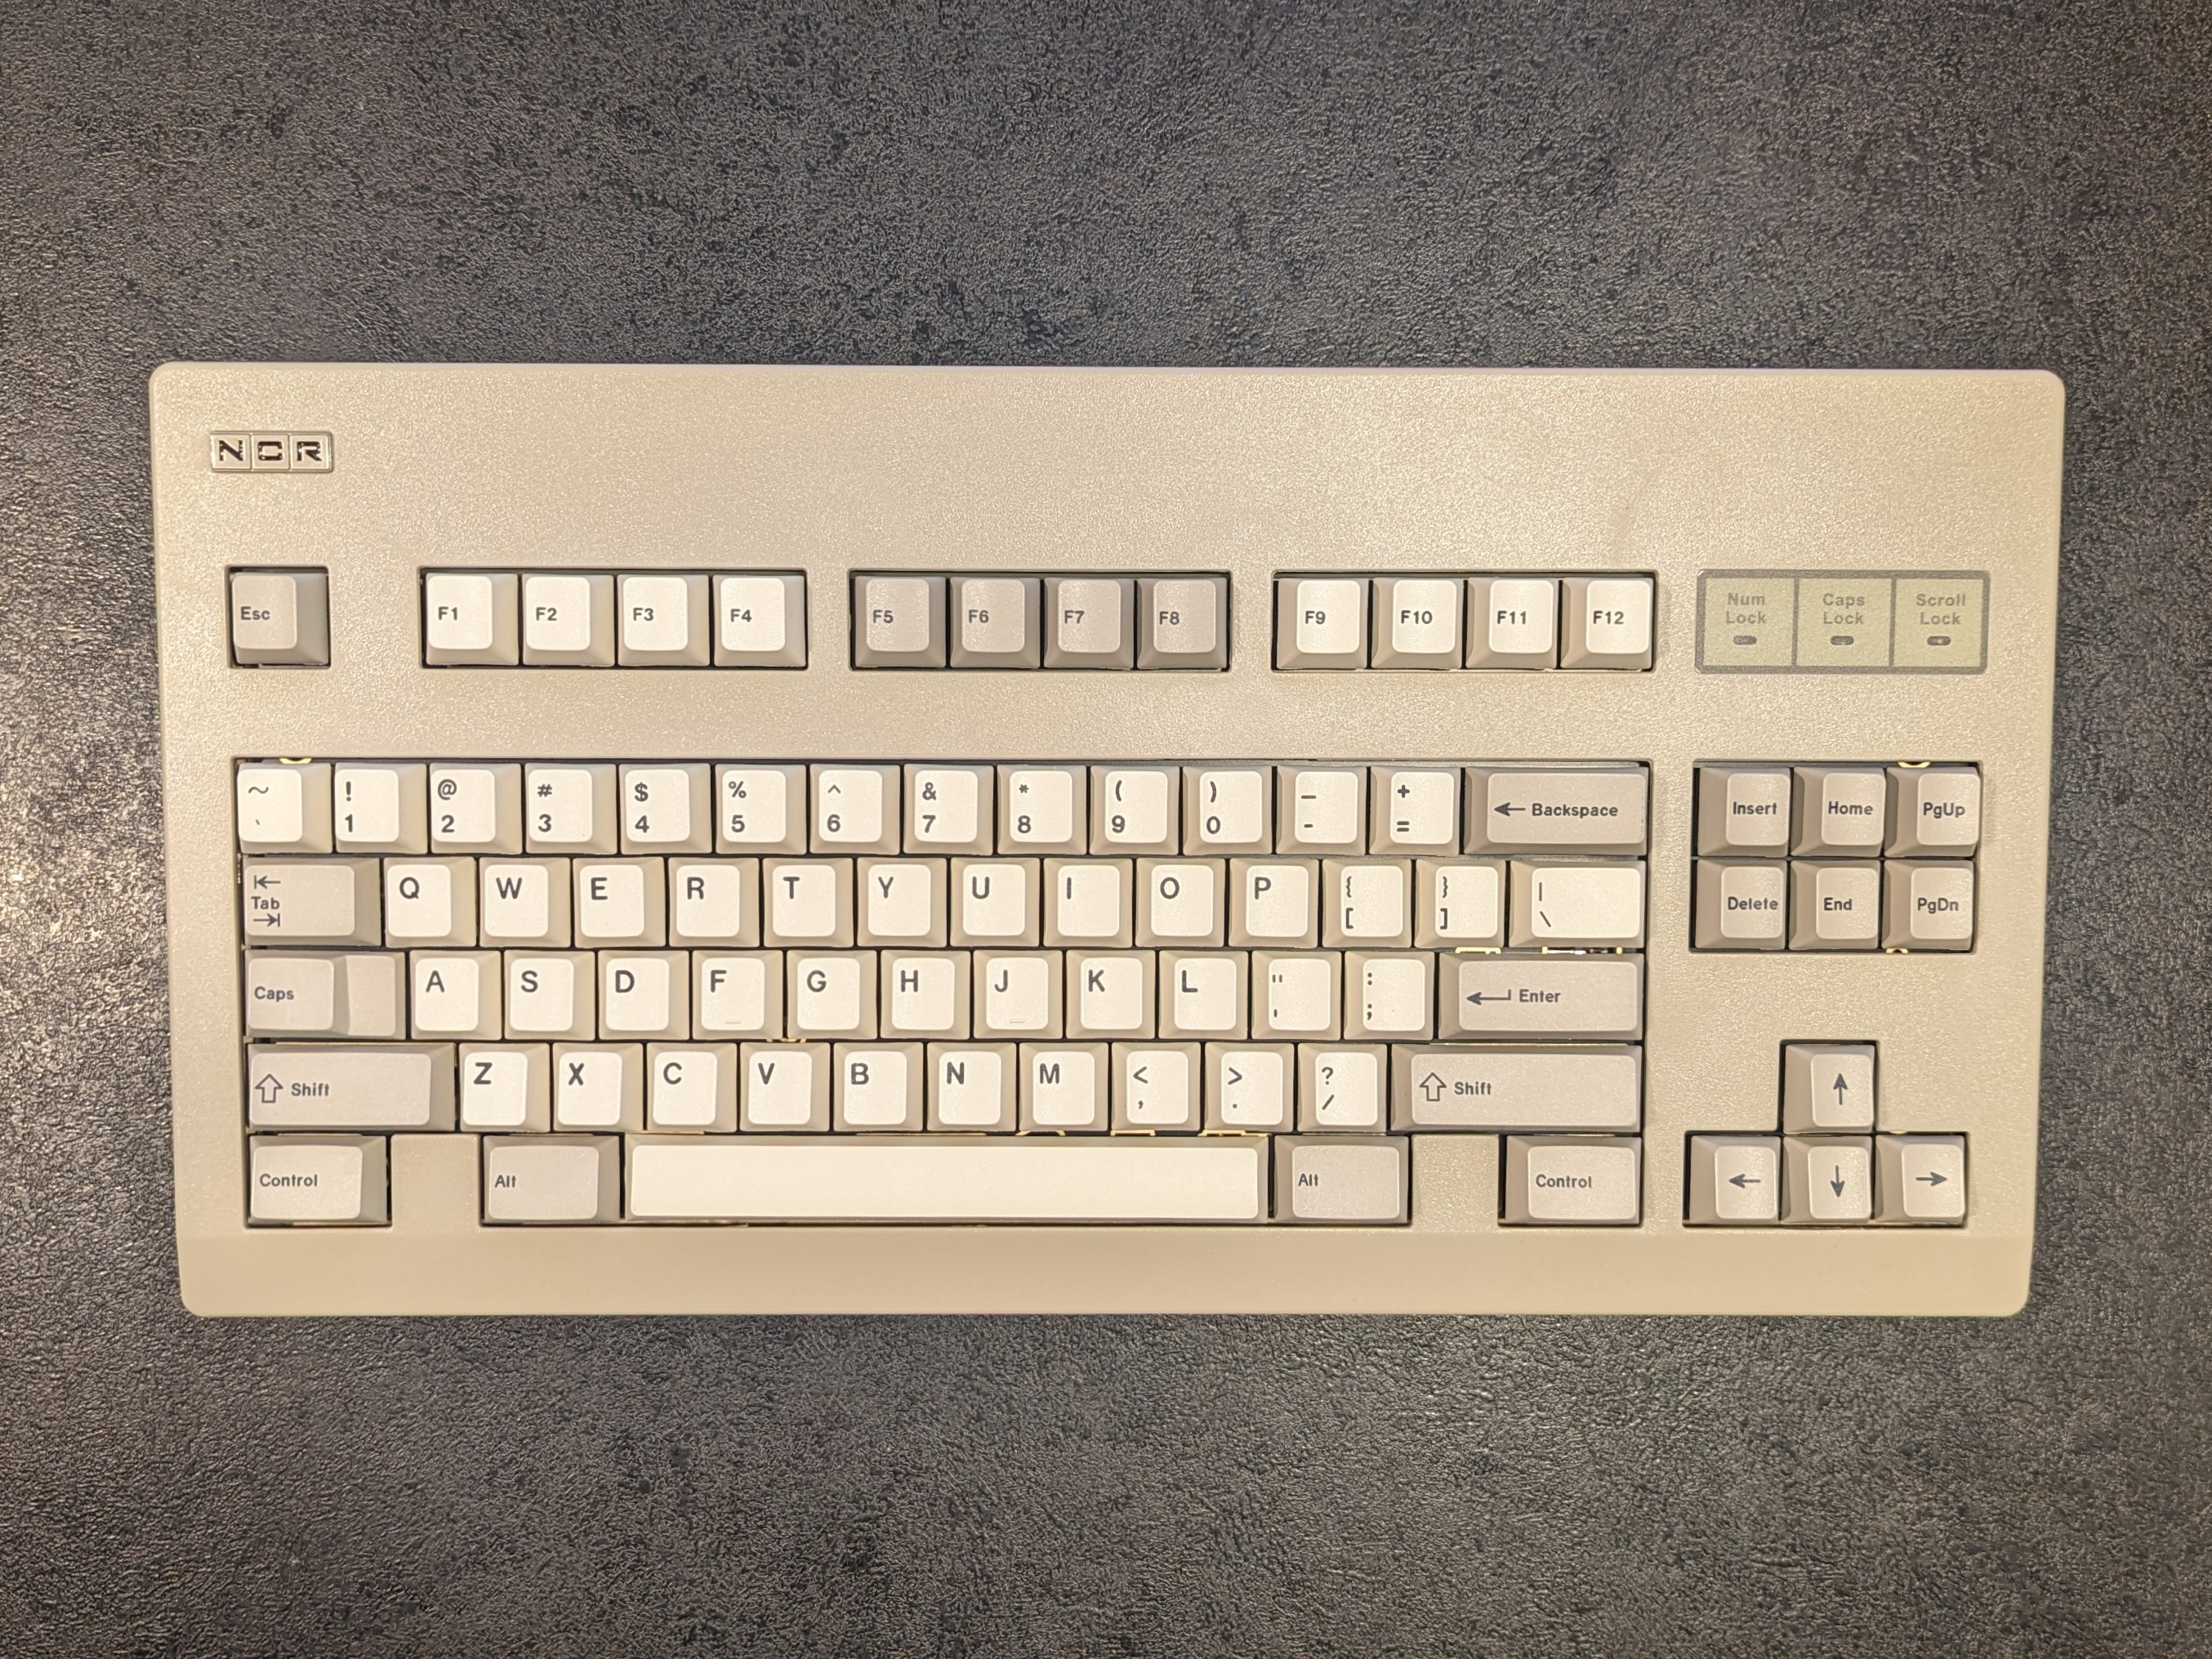 NCR
Esc F1 F2 F3 F4 F5 F6 F7 F8 F9 F10 F11 F12 Num Lock Caps Lock Scroll Lock
~ ! @ # $ % ^ & * ( ) _ +
` 1 2 3 4 5 6 7 8 9 0 - = ← Backspace Insert Home PgUp
Tab Q W E R T Y U I O P { [ } ] | \ Delete End PgDn
Caps A S D F G H J K L " ' : ; Enter
⇧ Shift Z X C V B N M < , > . ? / ⇧ Shift ↑
Control Alt Alt Control ← ↓ →